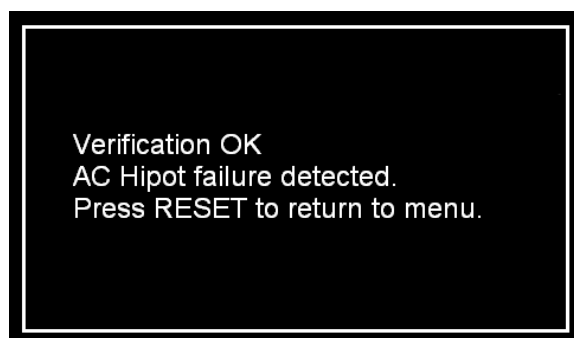 Verification OK
AC Hipot failure detected.
Press RESET to return to menu.